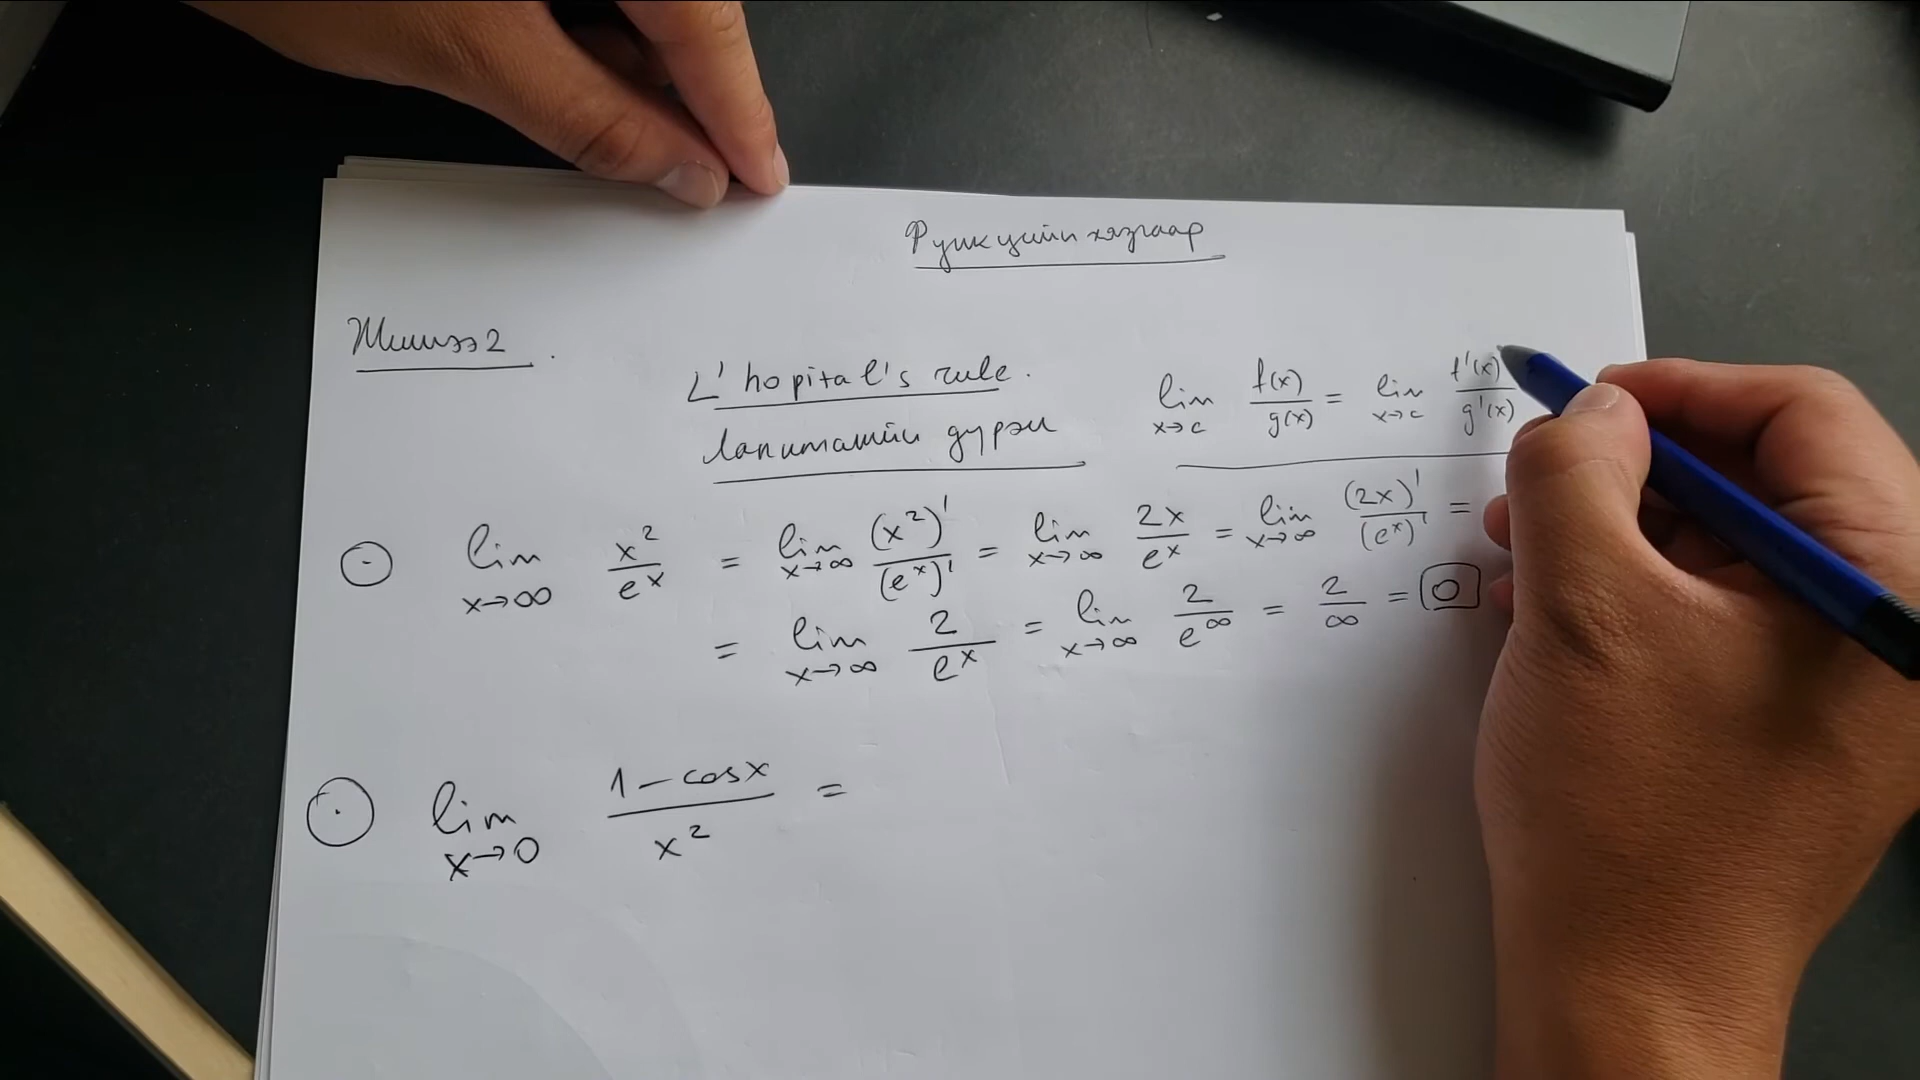 Функцийн хязгаар
Жишээ 2.
L'hopital's rule.
Лопиталийн дүрэм
lim x→c f(x)/g(x) = lim x→c f'(x)/g'(x)
⊙ lim x→∞ x²/eˣ = lim x→∞ (x²)'/(eˣ)' = lim x→∞ 2x/eˣ = lim x→∞ (2x)'/(eˣ)' =
= lim x→∞ 2/eˣ = lim x→∞ 2/e^∞ = 2/∞ = 0
⊙ lim x→0 (1-cosx)/x² =